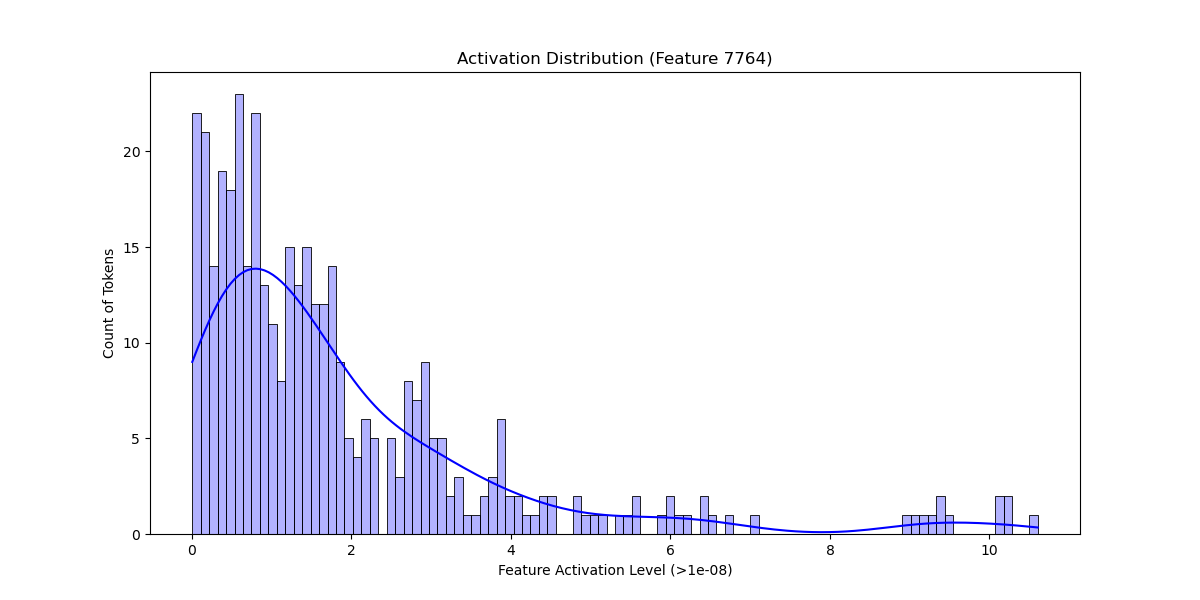 Activation Distribution (Feature 7764)
Count of Tokens
20
15
10
5
0
0 2 4 6 8 10
Feature Activation Level (>1e-08)